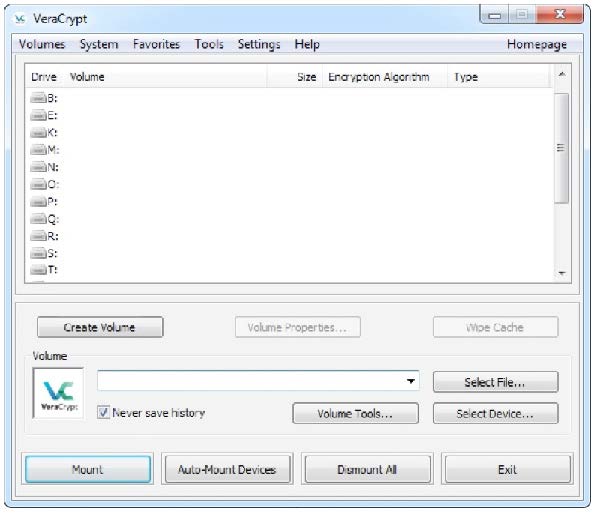 VeraCrypt
Volumes System Favorites Tools Settings Help Homepage
Drive Volume Size Encryption Algorithm Type
B:
E:
K:
M:
N:
O:
P:
Q:
R:
S:
T:
Create Volume Volume Properties... Wipe Cache
Volume
VeraCrypt
Select File...
Never save history Volume Tools... Select Device...
Mount Auto-Mount Devices Dismount All Exit